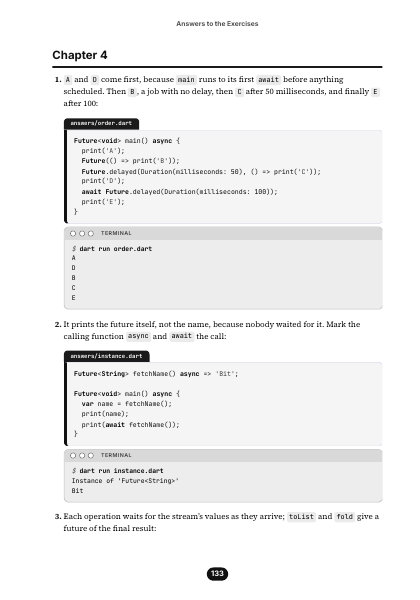 Answers to the Exercises
Chapter 4
1. A and D come first, because main runs to its first await before anything
scheduled. Then B, a job with no delay, then C after 50 milliseconds, and finally E
after 100:
answers/order.dart
Future<void> main() async {
  print('A');
  Future(() => print('B'));
  Future.delayed(Duration(milliseconds: 50), () => print('C'));
  print('D');
  await Future.delayed(Duration(milliseconds: 100));
  print('E');
}
TERMINAL
$ dart run order.dart
A
D
B
C
E
2. It prints the future itself, not the name, because nobody waited for it. Mark the
calling function async and await the call:
answers/instance.dart
Future<String> fetchName() async => 'Bit';
Future<void> main() async {
  var name = fetchName();
  print(name);
  print(await fetchName());
}
TERMINAL
$ dart run instance.dart
Instance of 'Future<String>'
Bit
3. Each operation waits for the stream's values as they arrive; toList and fold give a
future of the final result:
133